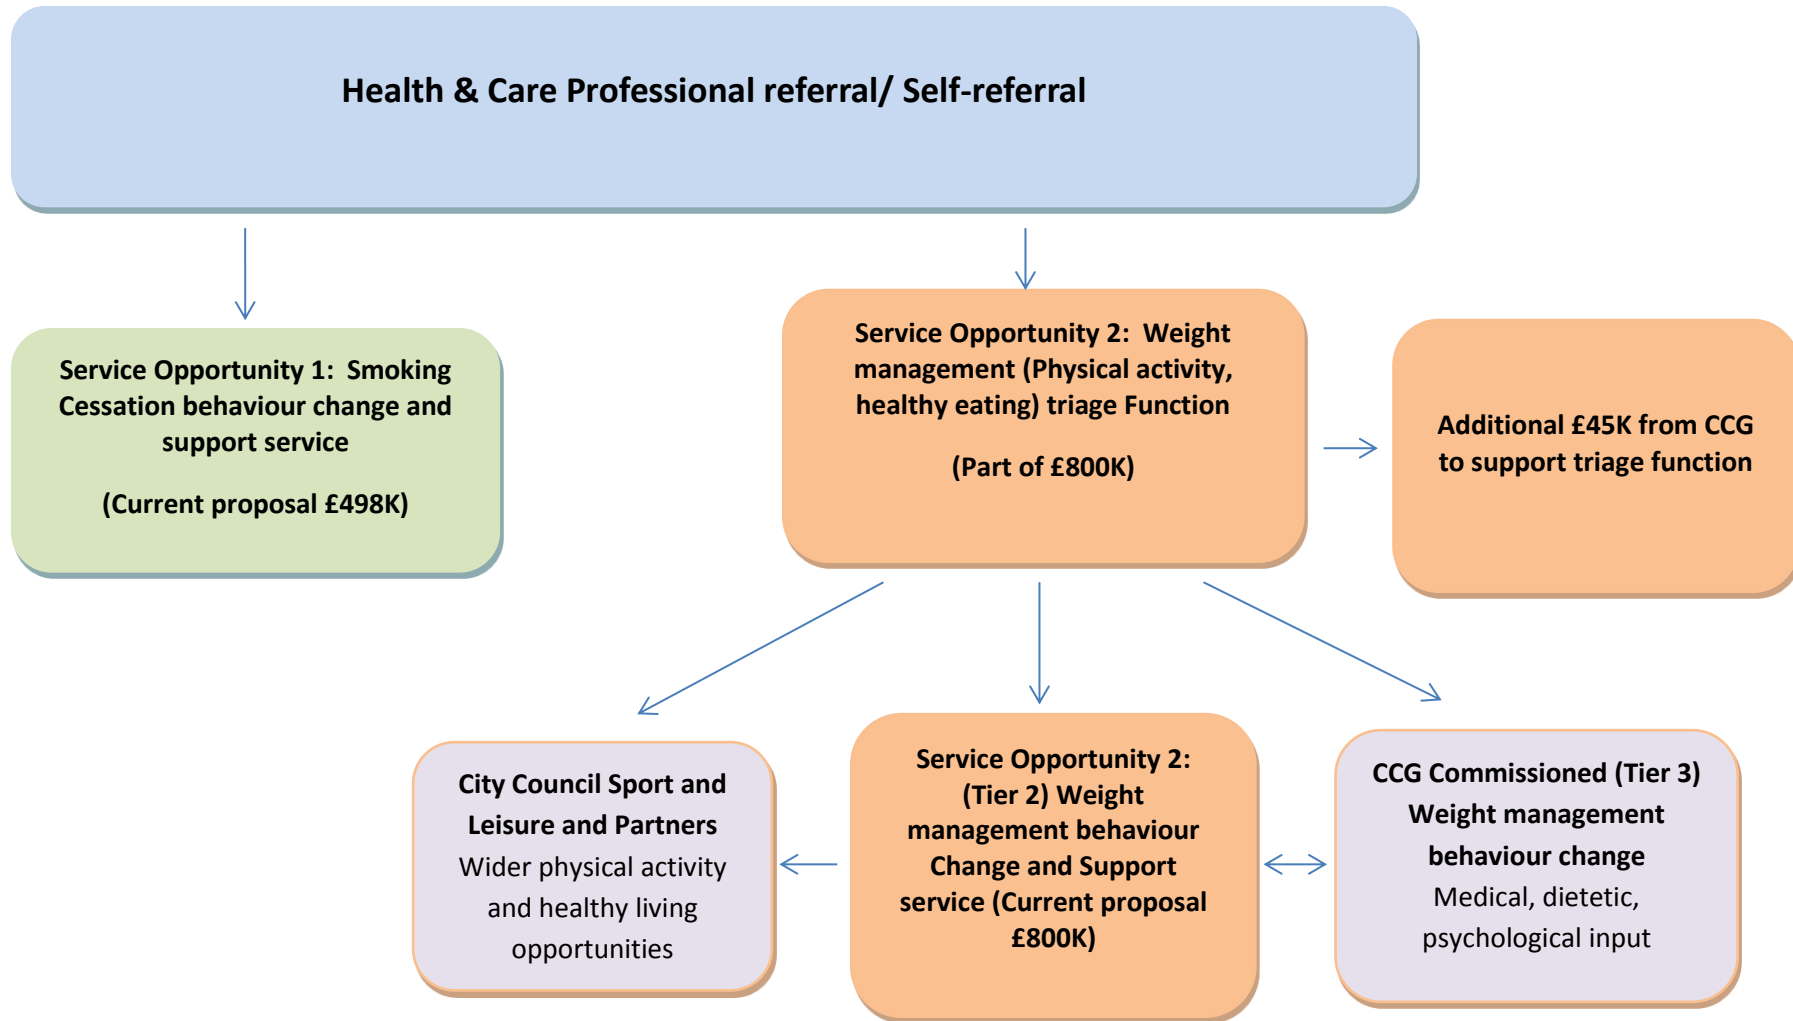 Health & Care Professional referral/ Self-referral
Service Opportunity 1:  Smoking
Cessation behaviour change and
support service
(Current proposal £498K)
Service Opportunity 2:  Weight
management (Physical activity,
healthy eating) triage Function
(Part of £800K)
Additional £45K from CCG
to support triage function
City Council Sport and
Leisure and Partners
Wider physical activity
and healthy living
opportunities
Service Opportunity 2:
(Tier 2) Weight
management behaviour
Change and Support
service (Current proposal
£800K)
CCG Commissioned (Tier 3)
Weight management
behaviour change
Medical, dietetic,
psychological input